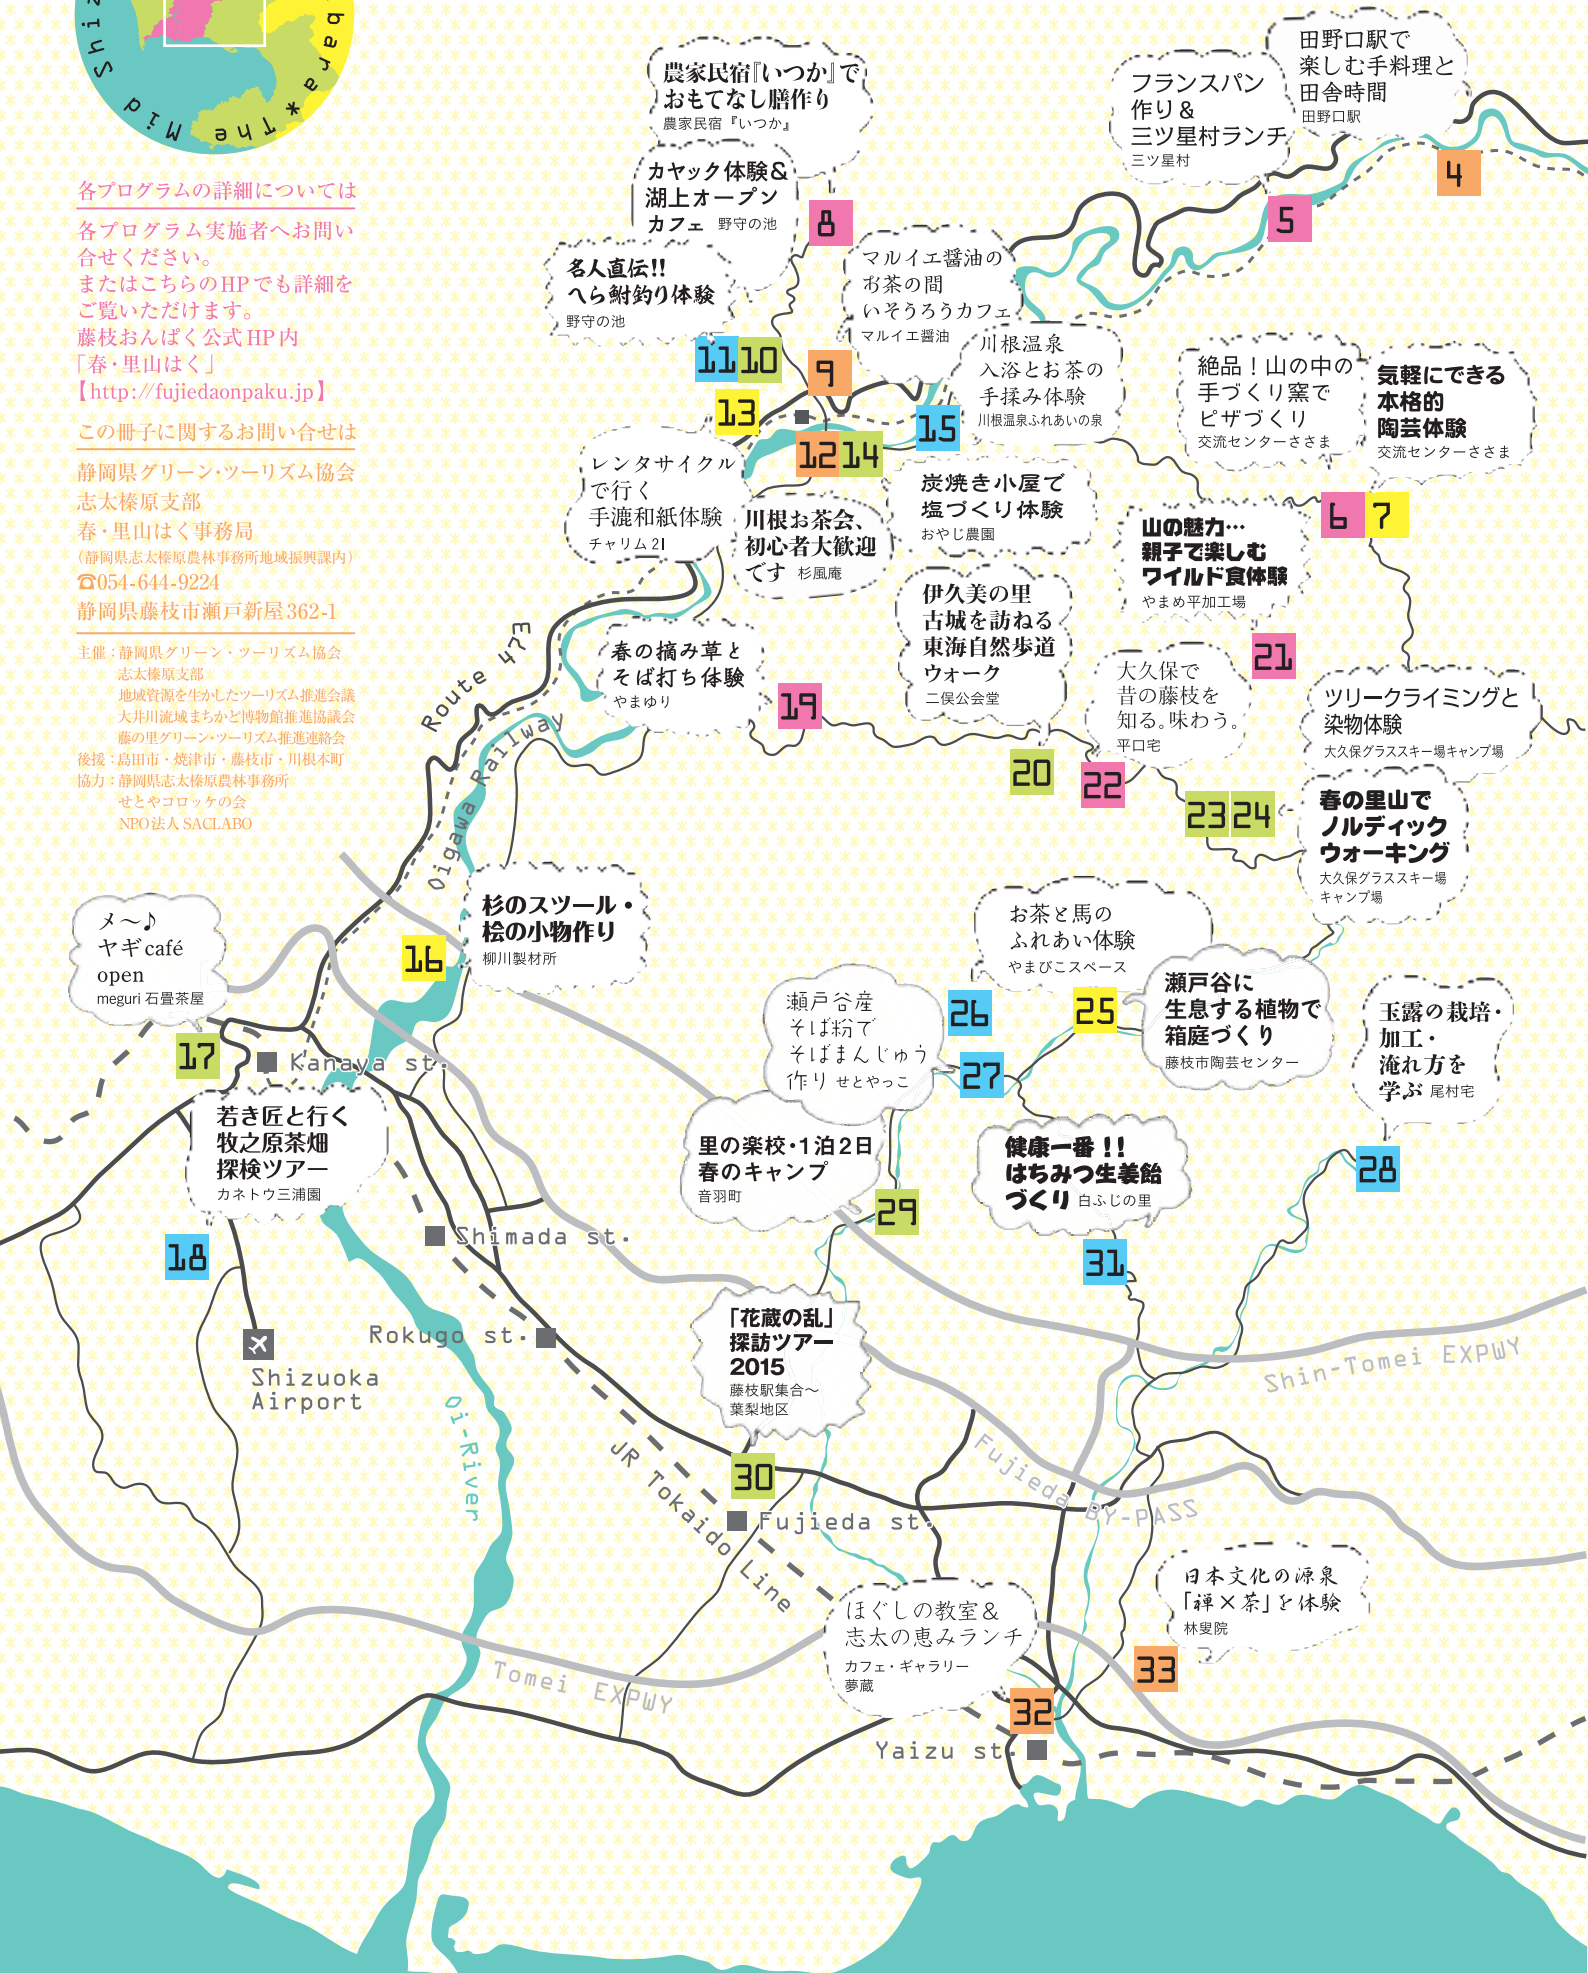 Shiz
bara*The Mid
各プログラムの詳細については
各プログラム実施者へお問い
合せください。
またはこちらのHPでも詳細を
ご覧いただけます。
藤枝おんぱく公式HP内
「春・里山はく」
【http://fujiedaonpaku.jp】
この冊子に関するお問い合せは
静岡県グリーン・ツーリズム協会
志太榛原支部
春・里山はく事務局
(静岡県志太榛原農林事務所地域振興課内)
☎054-644-9224
静岡県藤枝市瀬戸新屋362-1
主催：静岡県グリーン・ツーリズム協会
志太榛原支部
地域資源を生かしたツーリズム推進会議
大井川流域まちかど博物館推進協議会
藤の里グリーン・ツーリズム推進連絡会
後援：島田市・焼津市・藤枝市・川根本町
協力：静岡県志太榛原農林事務所
せとやコロッケの会
NPO法人SACLABO
農家民宿『いつか』で
おもてなし膳作り
農家民宿『いつか』
カヤック体験&
湖上オープン
カフェ 野守の池
8
名人直伝!!
へら鮒釣り体験
野守の池
11 10
13
マルイエ醤油の
お茶の間
いそうろうカフェ
マルイエ醤油
9
フランスパン
作り&
三ツ星村ランチ
三ツ星村
5
田野口駅で
楽しむ手料理と
田舎時間
田野口駅
4
川根温泉
入浴とお茶の
手揉み体験
川根温泉ふれあいの泉
15
12 14
絶品！山の中の
手づくり窯で
ピザづくり
交流センターささま
気軽にできる
本格的
陶芸体験
交流センターささま
6 7
レンタサイクル
で行く
手漉和紙体験
チャリム21
川根お茶会、
初心者大歓迎
です 杉風庵
炭焼き小屋で
塩づくり体験
おやじ農園
山の魅力…
親子で楽しむ
ワイルド食体験
やまめ平加工場
21
伊久美の里
古城を訪ねる
東海自然歩道
ウォーク
二俣公会堂
20
春の摘み草と
そば打ち体験
やまゆり
19
大久保で
昔の藤枝を
知る。味わう。
平口宅
22
ツリークライミングと
染物体験
大久保グラススキー場キャンプ場
23 24
春の里山で
ノルディック
ウォーキング
大久保グラススキー場
キャンプ場
Route 473
Oigawa Railway
杉のスツール・
桧の小物作り
柳川製材所
16
メ〜♪
ヤギcafé
open
meguri 石畳茶屋
17
Kanaya st.
お茶と馬の
ふれあい体験
やまびこスペース
26
25
瀬戸谷に
生息する植物で
箱庭づくり
藤枝市陶芸センター
瀬戸谷産
そば粉で
そばまんじゅう
作り せとやっこ
27
玉露の栽培・
加工・
淹れ方を
学ぶ 尾村宅
28
若き匠と行く
牧之原茶畑
探検ツアー
カネトウ三浦園
18
里の楽校・1泊2日
春のキャンプ
音羽町
29
健康一番！！
はちみつ生姜飴
づくり 白ふじの里
31
Shimada st.
Rokugo st.
Shizuoka
Airport
「花蔵の乱」
探訪ツアー
2015
藤枝駅集合〜
葉梨地区
30
Shin-Tomei EXPWY
Oi-River
JR Tokaido Line
Fujieda st.
Fujieda BY-PASS
日本文化の源泉
「禅×茶」を体験
林叟院
33
ほぐしの教室&
志太の恵みランチ
カフェ・ギャラリー
夢蔵
32
Tomei EXPWY
Yaizu st.